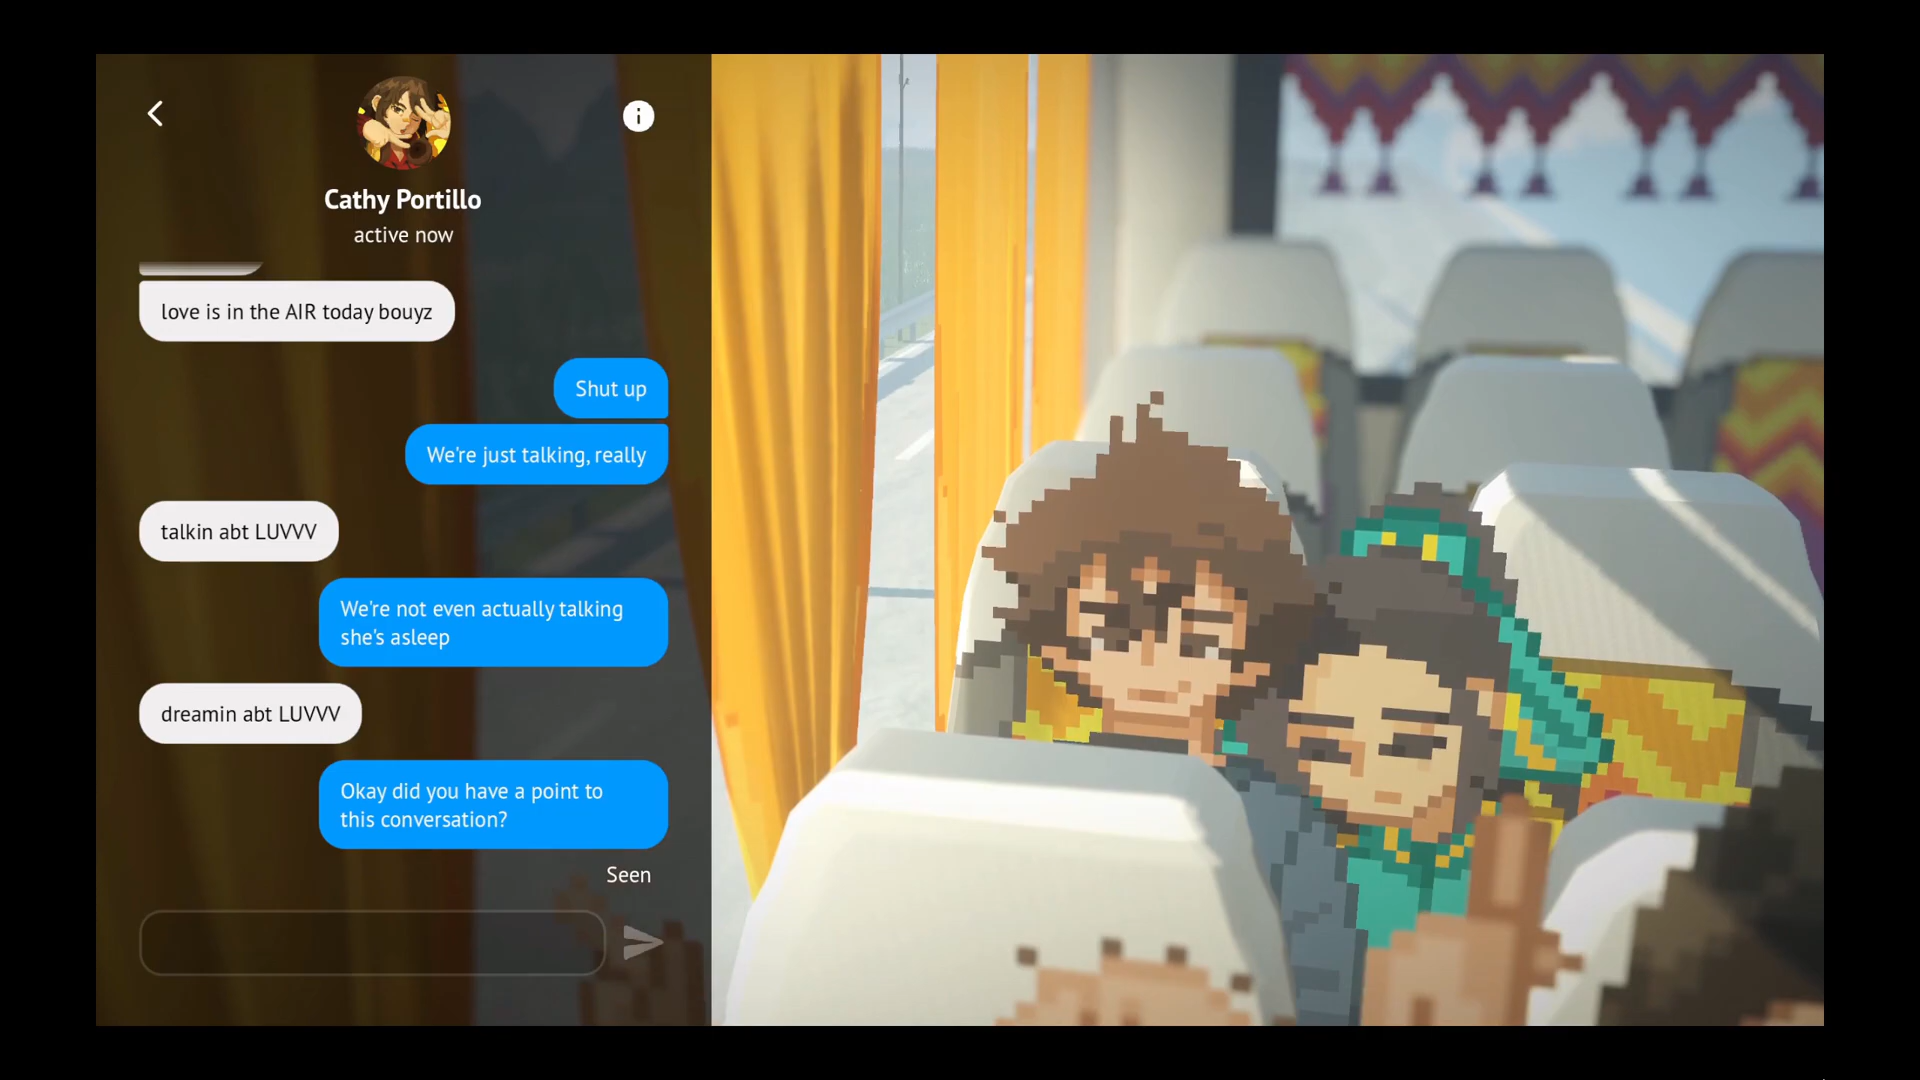 Cathy Portillo
active now
love is in the AIR today bouyz
Shut up
We're just talking, really
talkin abt LUVVV
We're not even actually talking
she's asleep
dreamin abt LUVVV
Okay did you have a point to
this conversation?
Seen